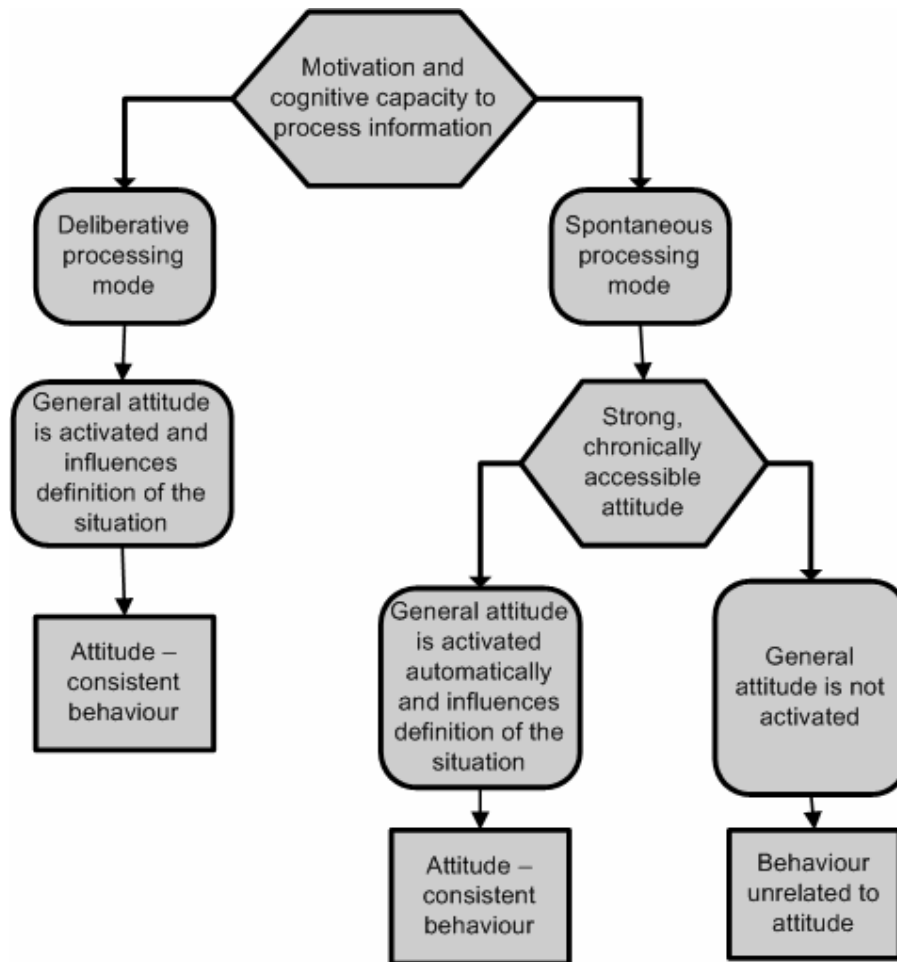 Motivation and
cognitive capacity to
process information
Deliberative
processing
mode
Spontaneous
processing
mode
General attitude
is activated and
influences
definition of the
situation
Strong,
chronically
accessible
attitude
Attitude –
consistent
behaviour
General attitude
is activated
automatically
and influences
definition of the
situation
General
attitude is not
activated
Attitude –
consistent
behaviour
Behaviour
unrelated to
attitude